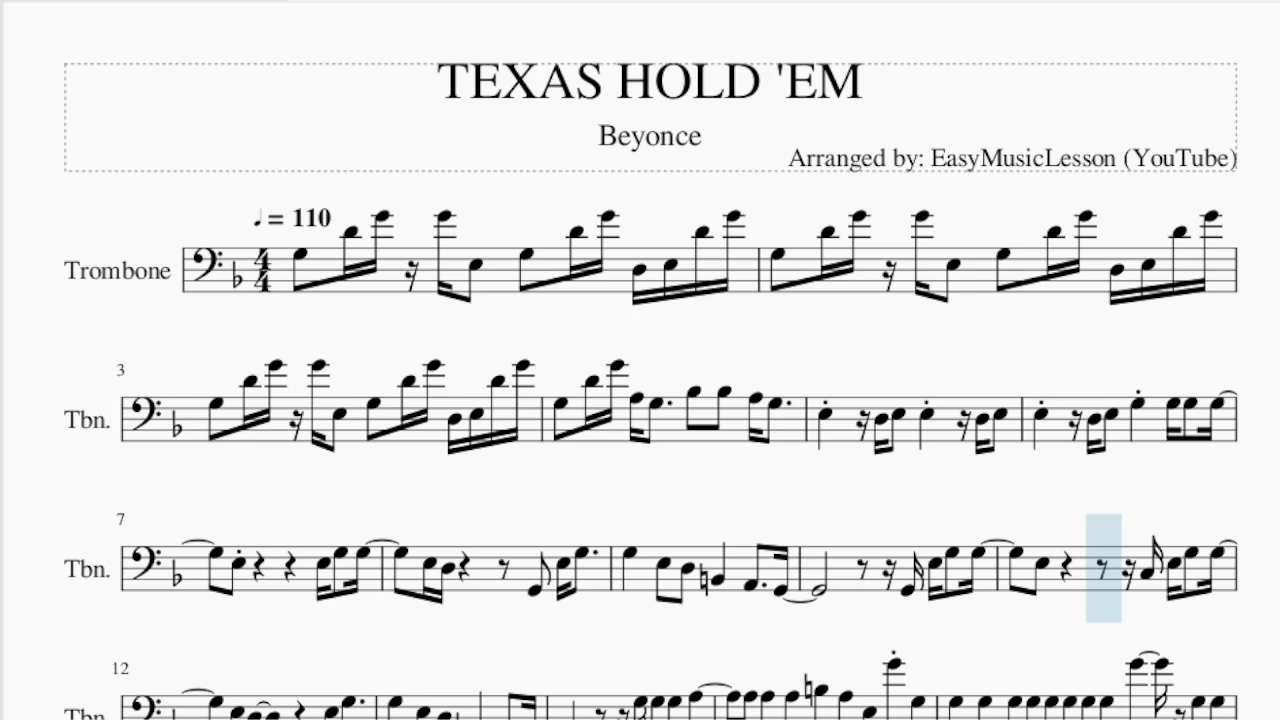 TEXAS HOLD 'EM
Beyonce
Arranged by: EasyMusicLesson (YouTube)
♩ = 110
Trombone
3
Tbn.
7
Tbn.
12
Tbn.